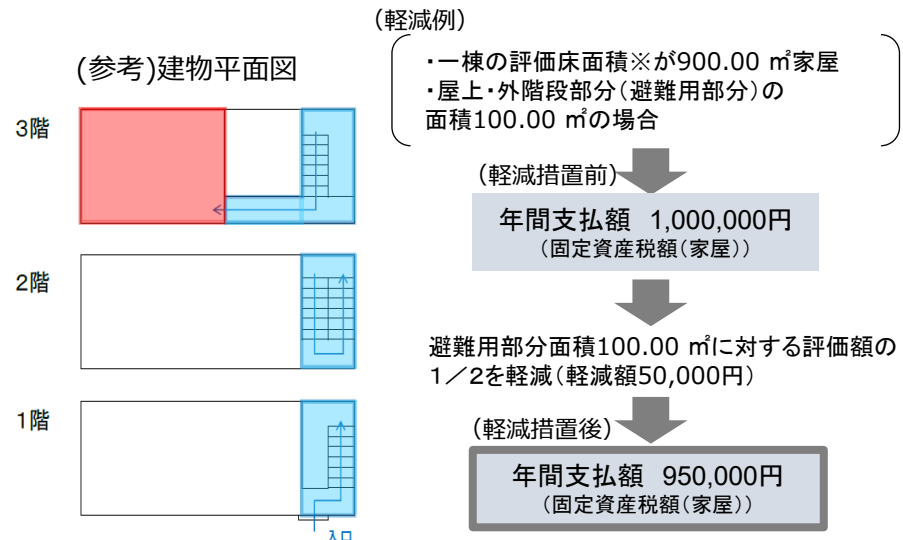 (参考)建物平面図
3階
2階
1階
入口
(軽減例)
・一棟の評価床面積※が900.00 ㎡家屋
・屋上・外階段部分(避難用部分)の
面積100.00 ㎡の場合
(軽減措置前)
年間支払額 1,000,000円
(固定資産税額(家屋))
避難用部分面積100.00 ㎡に対する評価額の
1/2を軽減(軽減額50,000円)
(軽減措置後)
年間支払額 950,000円
(固定資産税額(家屋))